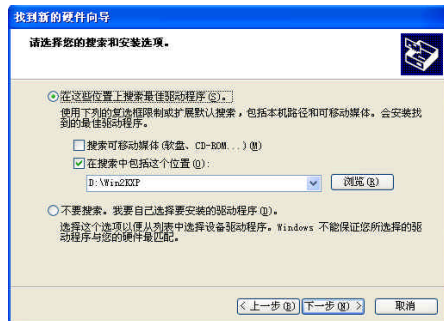 找到新的硬件向导
请选择您的搜索和安装选项。
在这些位置上搜索最佳驱动程序(S)。
使用下列的复选框限制或扩展默认搜索，包括本机路径和可移动媒体。会安装找
到的最佳驱动程序。
搜索可移动媒体(软盘、CD-ROM...)(M)
在搜索中包括这个位置(O):
D:\Win2KXP
浏览(R)
不要搜索。我要自己选择要安装的驱动程序(D)。
选择这个选项以便从列表中选择设备驱动程序。Windows 不能保证您所选择的驱
动程序与您的硬件最匹配。
<上一步(B) 下一步(N)> 取消